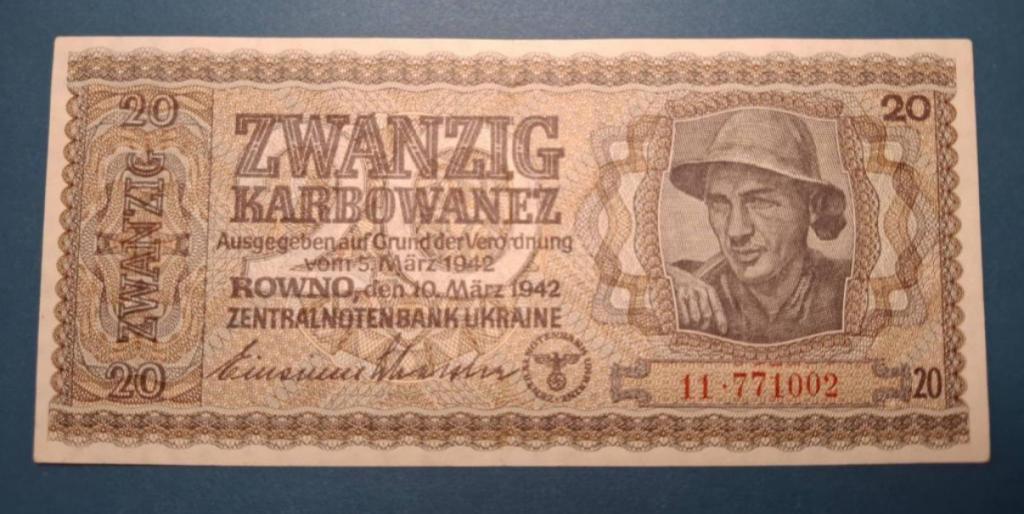 20
20
ZWANZIG
ZWANZIG
KARBOWANEZ
Ausgegeben auf Grund der Verordnung
vom 5. März 1942
ROWNO, den 10. März 1942
ZENTRALNOTENBANK UKRAINE
20
20
11·771002
20